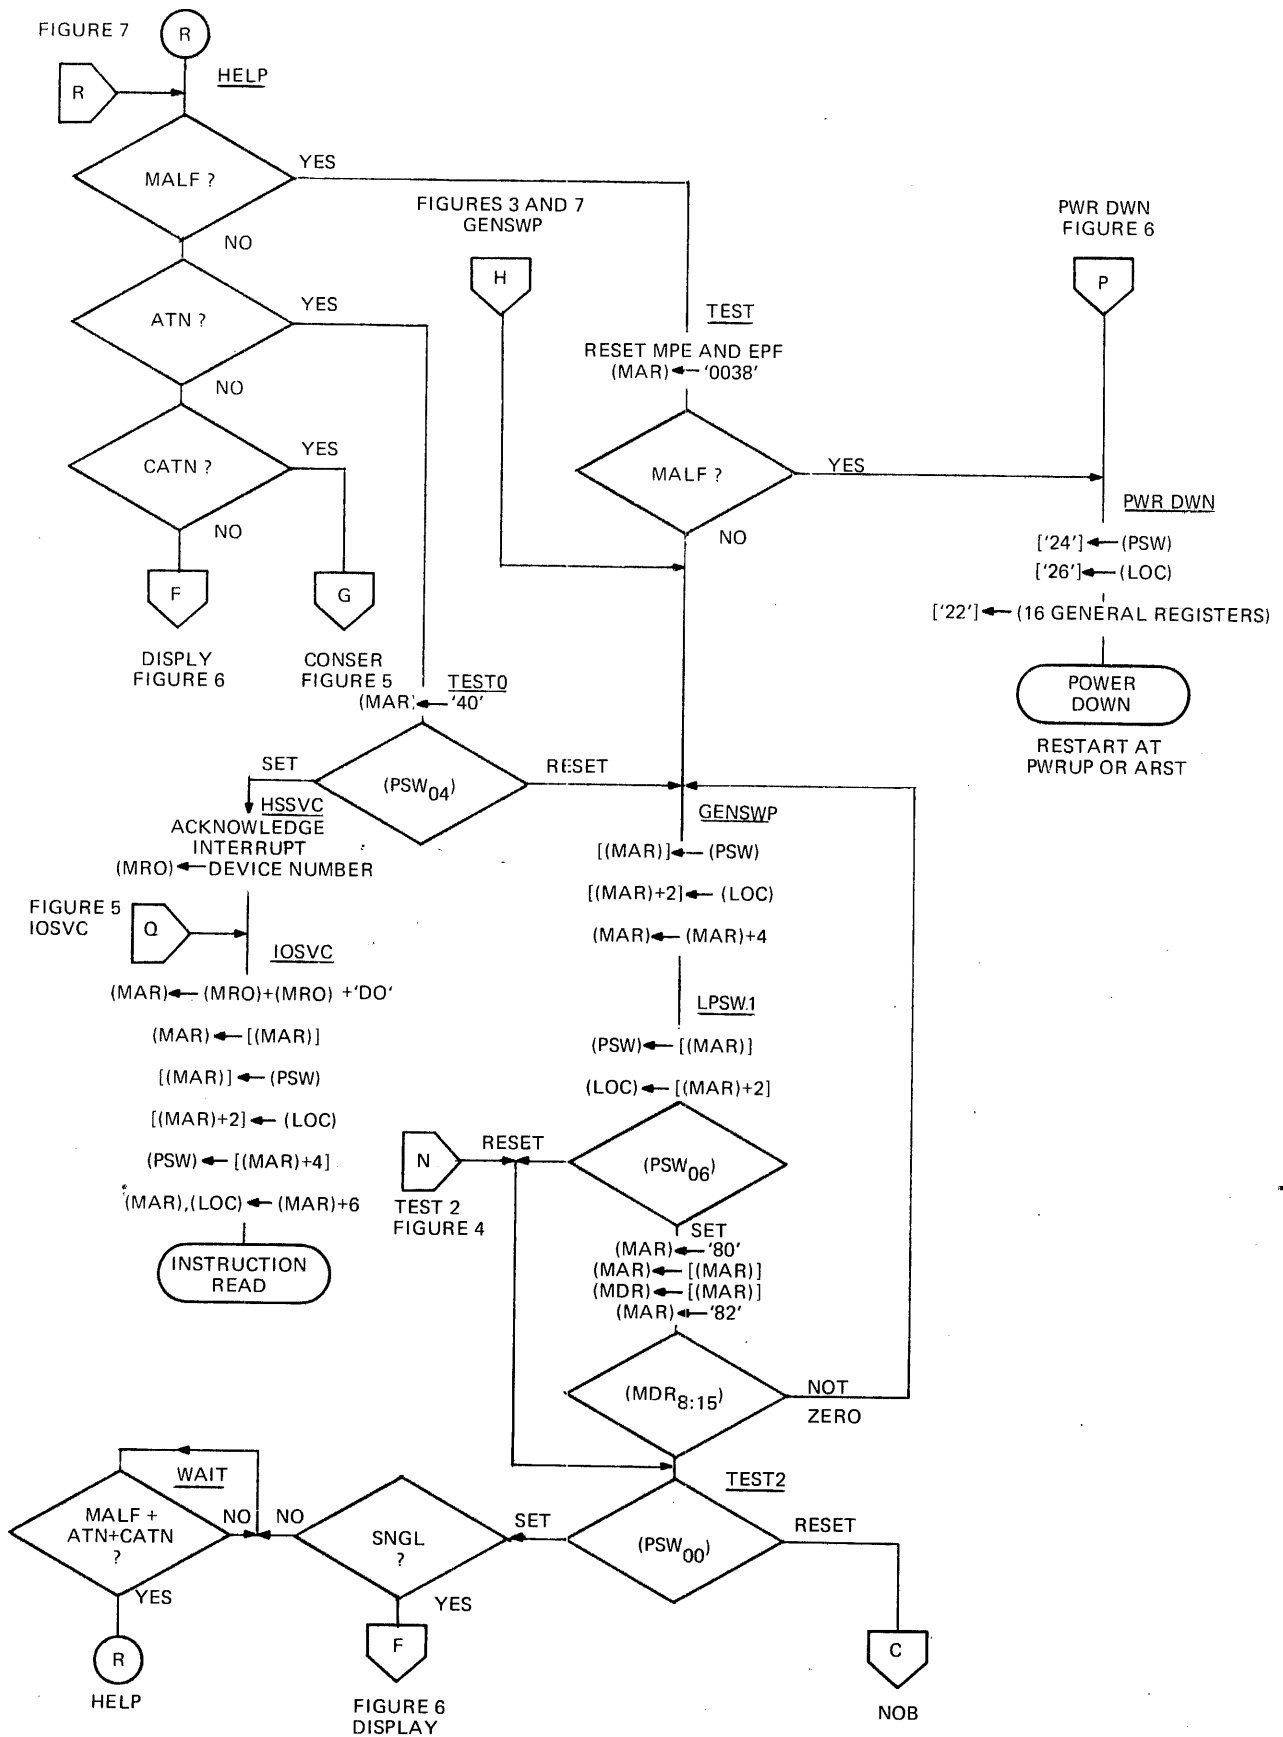 FIGURE 7
R
HELP
R
MALF ?
YES
NO
FIGURES 3 AND 7
GENSWP
H
PWR DWN
FIGURE 6
P
ATN ?
YES
NO
TEST
RESET MPE AND EPF
(MAR)←'0038'
CATN ?
YES
NO
MALF ?
YES
NO
PWR DWN
['24']←(PSW)
['26']←(LOC)
['22']←(16 GENERAL REGISTERS)
POWER
DOWN
RESTART AT
PWRUP OR ARST
F
DISPLY
FIGURE 6
G
CONSER
FIGURE 5
TEST0
(MAR)←'40'
SET
(PSW04)
RESET
HSSVC
ACKNOWLEDGE
INTERRUPT
(MRO)←DEVICE NUMBER
GENSWP
[(MAR)]←(PSW)
[(MAR)+2]←(LOC)
(MAR)←(MAR)+4
FIGURE 5
IOSVC
Q
IOSVC
(MAR)←(MRO)+(MRO) +'DO'
(MAR)←[(MAR)]
[(MAR)]←(PSW)
[(MAR)+2]←(LOC)
(PSW)←[(MAR)+4]
(MAR),(LOC)←(MAR)+6
INSTRUCTION
READ
LPSW.1
(PSW)←[(MAR)]
(LOC)←[(MAR)+2]
N
RESET
TEST 2
FIGURE 4
(PSW06)
SET
(MAR)←'80'
(MAR)←[(MAR)]
(MDR)←[(MAR)]
(MAR)←'82'
(MDR8:15)
NOT
ZERO
TEST2
(PSW00)
SET
RESET
WAIT
MALF +
ATN+CATN
?
NO
NO
YES
SNGL
?
YES
R
HELP
F
FIGURE 6
DISPLAY
C
NOB